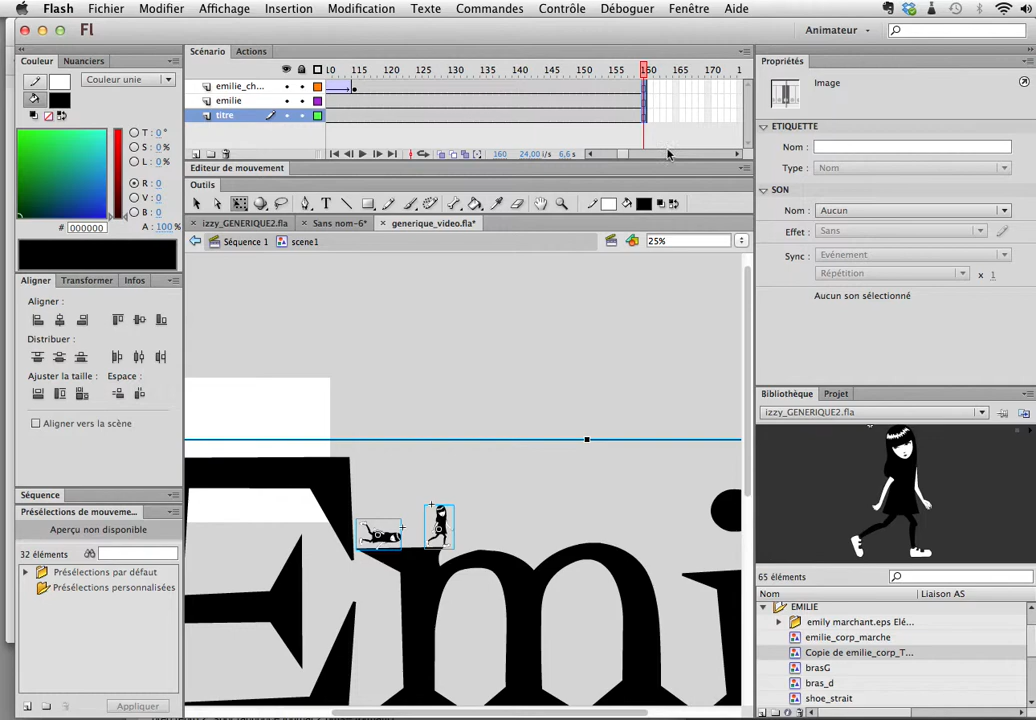 Flash Fichier Modifier Affichage Insertion Modification Texte Commandes Contrôle Déboguer Fenêtre Aide
Fl Animateur
Couleur Nuanciers
Couleur unie
T : 0 °
S : 0 %
L : 0 %
R : 0
V : 0
B : 0
# 000000 A : 100 %
Aligner Transformer Infos
Aligner :
Distribuer :
Ajuster la taille : Espace :
Aligner vers la scène
Séquence
Présélections de mouveme...
Aperçu non disponible
32 éléments
Présélections par défaut
Présélections personnalisées
Appliquer
Scénario Actions
10 115 120 125 130 135 140 145 150 155 160 165 170 1
emilie_ch...
emilie
titre
160 24,00 i/s 6,6 s
Editeur de mouvement
Outils
izzy_GENERIQUE2.fla Sans nom-6* generique_video.fla*
Séquence 1 scene1 25%
Emi
Propriétés
Image
ETIQUETTE
Nom :
Type : Nom
SON
Nom : Aucun
Effet : Sans
Sync : Evénement
Répétition x 1
Aucun son sélectionné
Bibliothèque Projet
izzy_GENERIQUE2.fla
65 éléments
Nom Liaison AS
EMILIE
emily marchant.eps Elé...
emilie_corp_marche
Copie de emilie_corp_T...
brasG
bras_d
shoe_strait